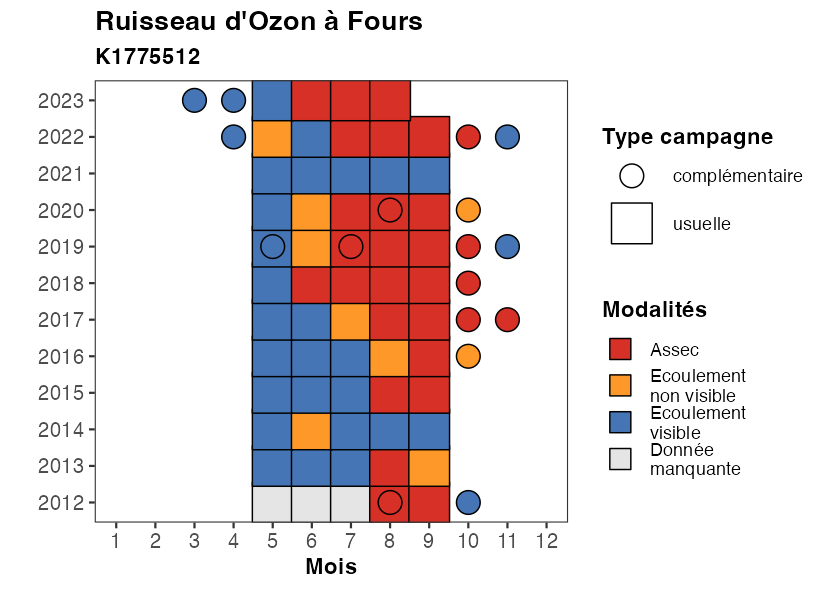 Ruisseau d'Ozon à Fours
K1775512
2023
2022
2021
2020
2019
2018
2017
2016
2015
2014
2013
2012
1 2 3 4 5 6 7 8 9 10 11 12
Mois
Type campagne
complémentaire
usuelle
Modalités
Assec
Ecoulement
non visible
Ecoulement
visible
Donnée
manquante